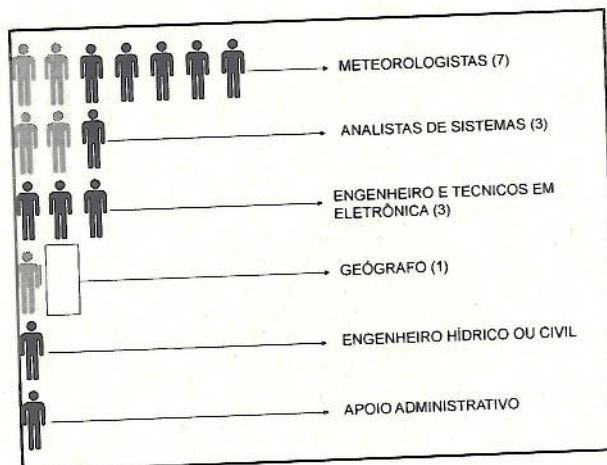 METEOROLOGISTAS (7)
ANALISTAS DE SISTEMAS (3)
ENGENHEIRO E TECNICOS EM
ELETRÔNICA (3)
GEÓGRAFO (1)
ENGENHEIRO HÍDRICO OU CIVIL
APOIO ADMINISTRATIVO